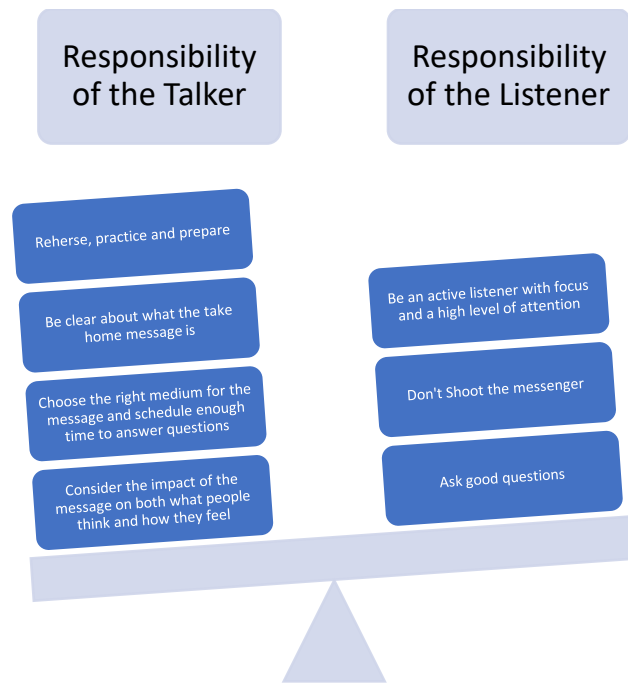 Responsibility
of the Talker
Responsibility
of the Listener
Reherse, practice and prepare
Be clear about what the take
home message is
Choose the right medium for the
message and schedule enough
time to answer questions
Consider the impact of the
message on both what people
think and how they feel
Be an active listener with focus
and a high level of attention
Don't Shoot the messenger
Ask good questions